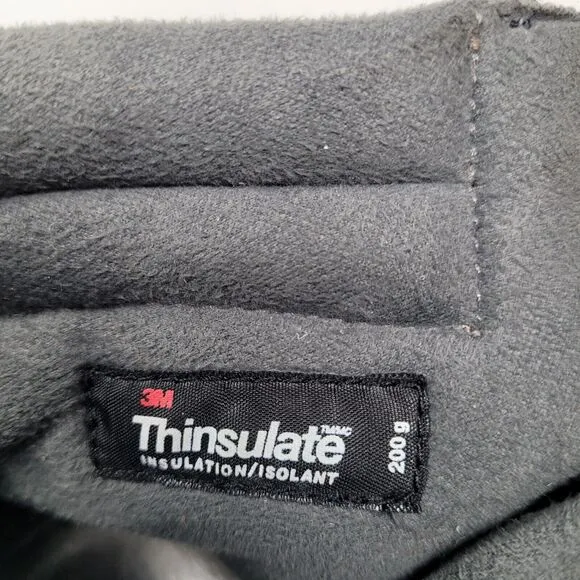 3M
Thinsulate TM/MC
INSULATION/ISOLANT
200 g